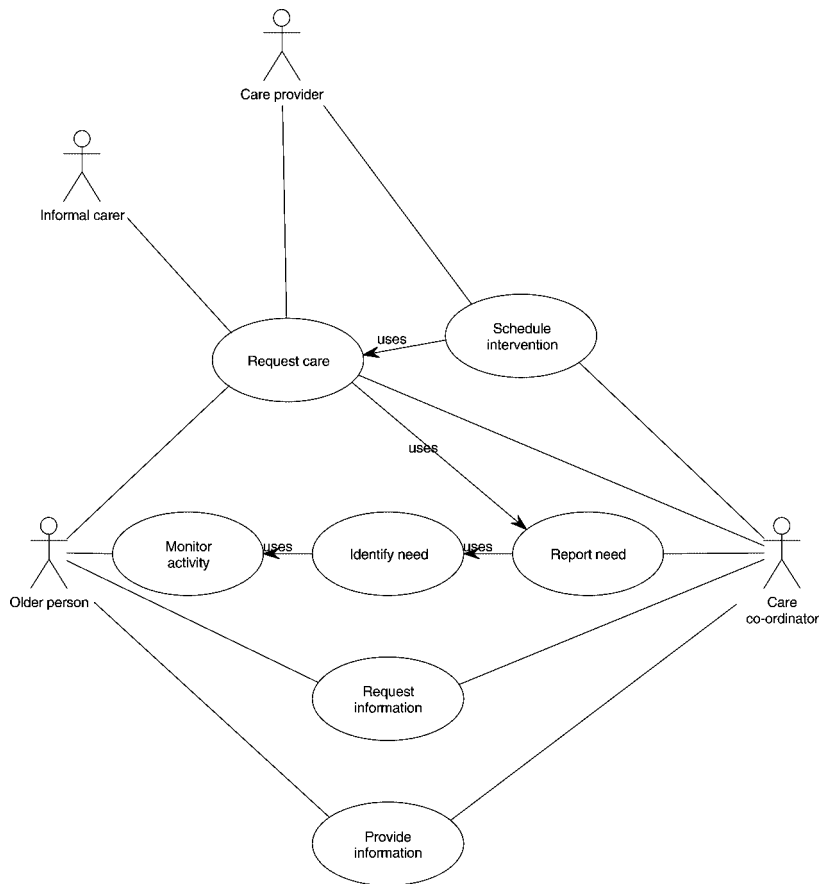 Care provider
Informal carer
Schedule
intervention
uses
Request care
uses
Monitor
activity
uses
Identify need
uses
Report need
Older person
Care
co-ordinator
Request
information
Provide
information